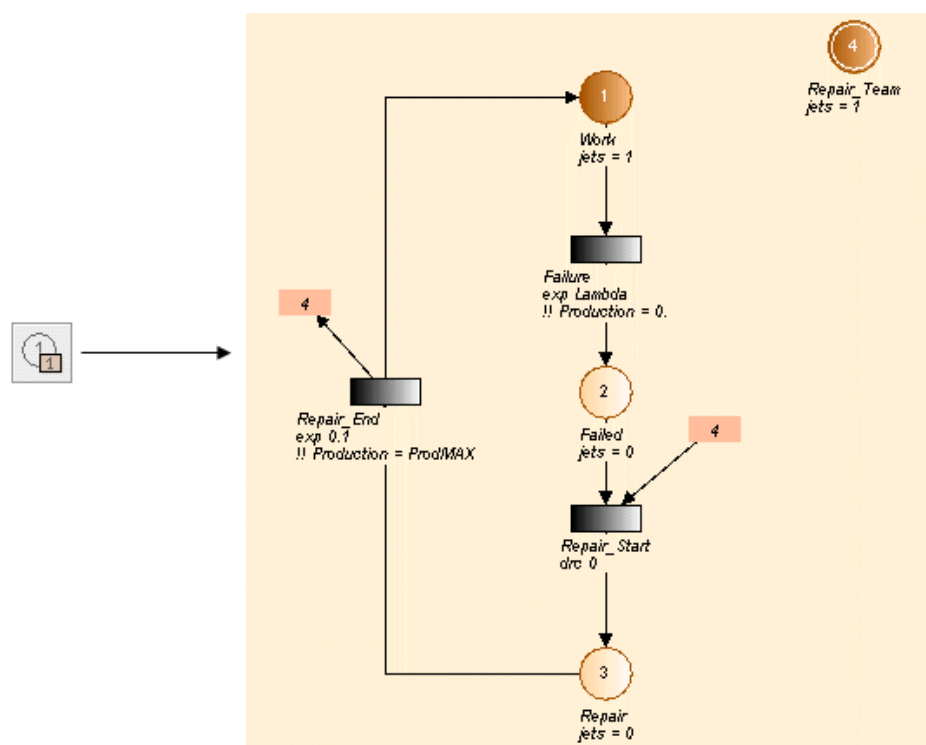 4
Repair_Team
jets = 1
1
Work
jets = 1
Failure
exp Lambda
!! Production = 0.
4
1
1
Repair_End
exp 0.1
!! Production = ProdMAX
2
Failed
jets = 0
4
Repair_Start
drc 0
3
Repair
jets = 0